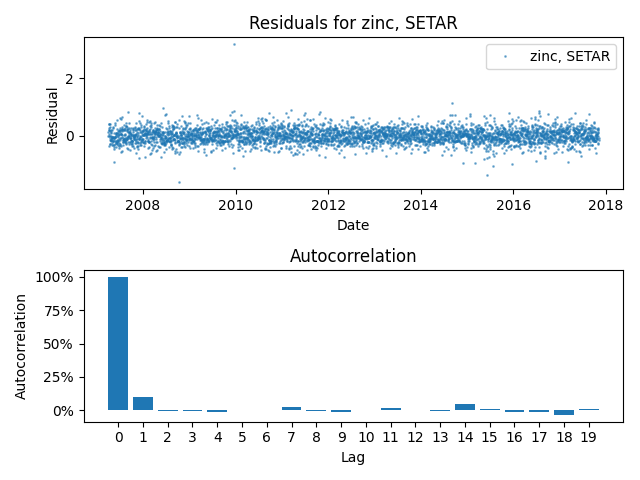 Residuals for zinc, SETAR
zinc, SETAR
Residual
2
0
2008 2010 2012 2014 2016 2018
Date
Autocorrelation
Autocorrelation
100%
75%
50%
25%
0%
0 1 2 3 4 5 6 7 8 9 10 11 12 13 14 15 16 17 18 19
Lag